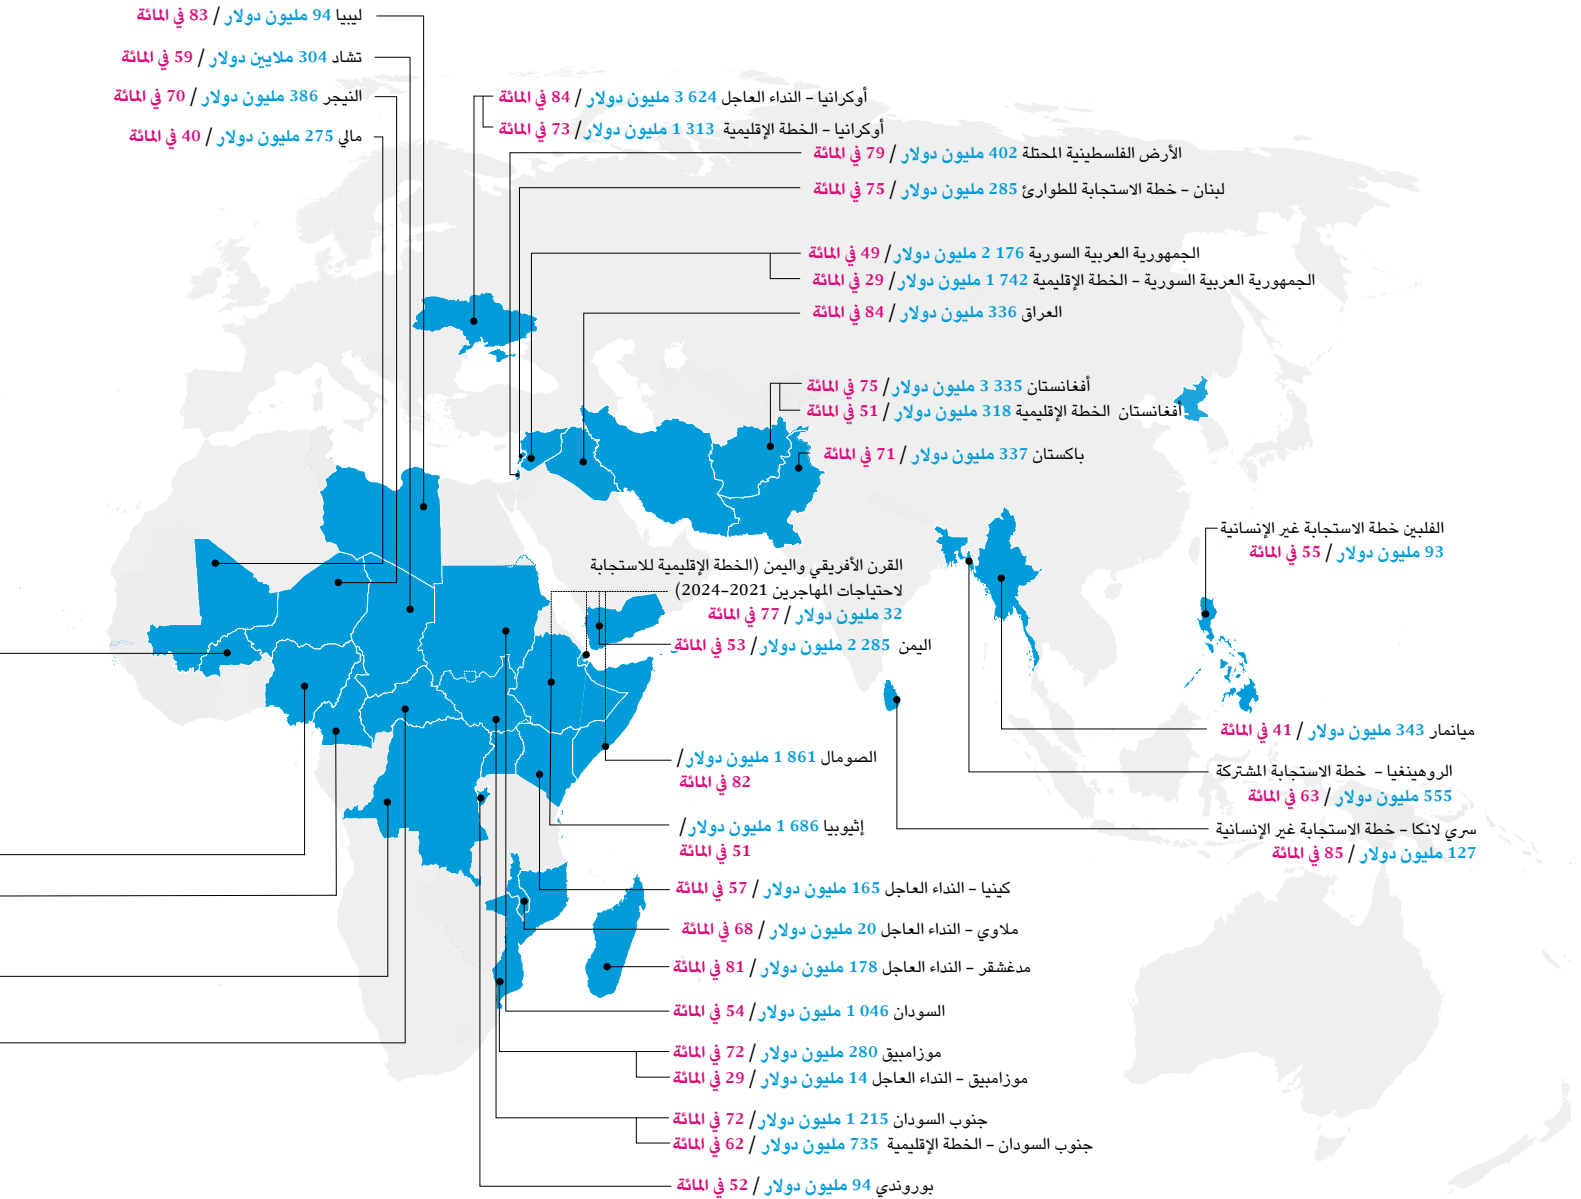 ليبيا 94 مليون دولار / 83 في المائة
تشاد 304 ملايين دولار / 59 في المائة
النيجر 386 مليون دولار / 70 في المائة
مالي 275 مليون دولار / 40 في المائة
أوكرانيا – النداء العاجل 624 3 مليون دولار / 84 في المائة
أوكرانيا – الخطة الإقليمية 313 1 مليون دولار/ 73 في المائة
الأرض الفلسطينية المحتلة 402 مليون دولار / 79 في المائة
لبنان – خطة الاستجابة للطوارئ 285 مليون دولار / 75 في المائة
الجمهورية العربية السورية 176 2 مليون دولار/ 49 في المائة
الجمهورية العربية السورية – الخطة الإقليمية 742 1 مليون دولار/ 29 في المائة
العراق 336 مليون دولار / 84 في المائة
أفغانستان 335 3 مليون دولار/ 75 في المائة
أفغانستان الخطة الإقليمية 318 مليون دولار / 51 في المائة
باكستان 337 مليون دولار / 71 في المائة
الفلبين خطة الاستجابة غير الإنسانية
93 مليون دولار / 55 في المائة
القرن الأفريقي واليمن (الخطة الإقليمية للاستجابة
لاحتياجات المهاجرين 2021–2024)
32 مليون دولار / 77 في المائة
اليمن 285 2 مليون دولار/ 53 في المائة
ميانمار 343 مليون دولار / 41 في المائة
الروهينغيا – خطة الاستجابة المشتركة
555 مليون دولار / 63 في المائة
سري لانكا – خطة الاستجابة غير الإنسانية
127 مليون دولار / 85 في المائة
الصومال 861 1 مليون دولار/
82 في المائة
إثيوبيا 686 1 مليون دولار/
51 في المائة
كينيا – النداء العاجل 165 مليون دولار / 57 في المائة
ملاوي – النداء العاجل 20 مليون دولار / 68 في المائة
مدغشقر – النداء العاجل 178 مليون دولار / 81 في المائة
السودان 046 1 مليون دولار/ 54 في المائة
موزامبيق 280 مليون دولار / 72 في المائة
موزامبيق – النداء العاجل 14 مليون دولار / 29 في المائة
جنوب السودان 215 1 مليون دولار/ 72 في المائة
جنوب السودان – الخطة الإقليمية 735 مليون دولار / 62 في المائة
بوروندي 94 مليون دولار / 52 في المائة